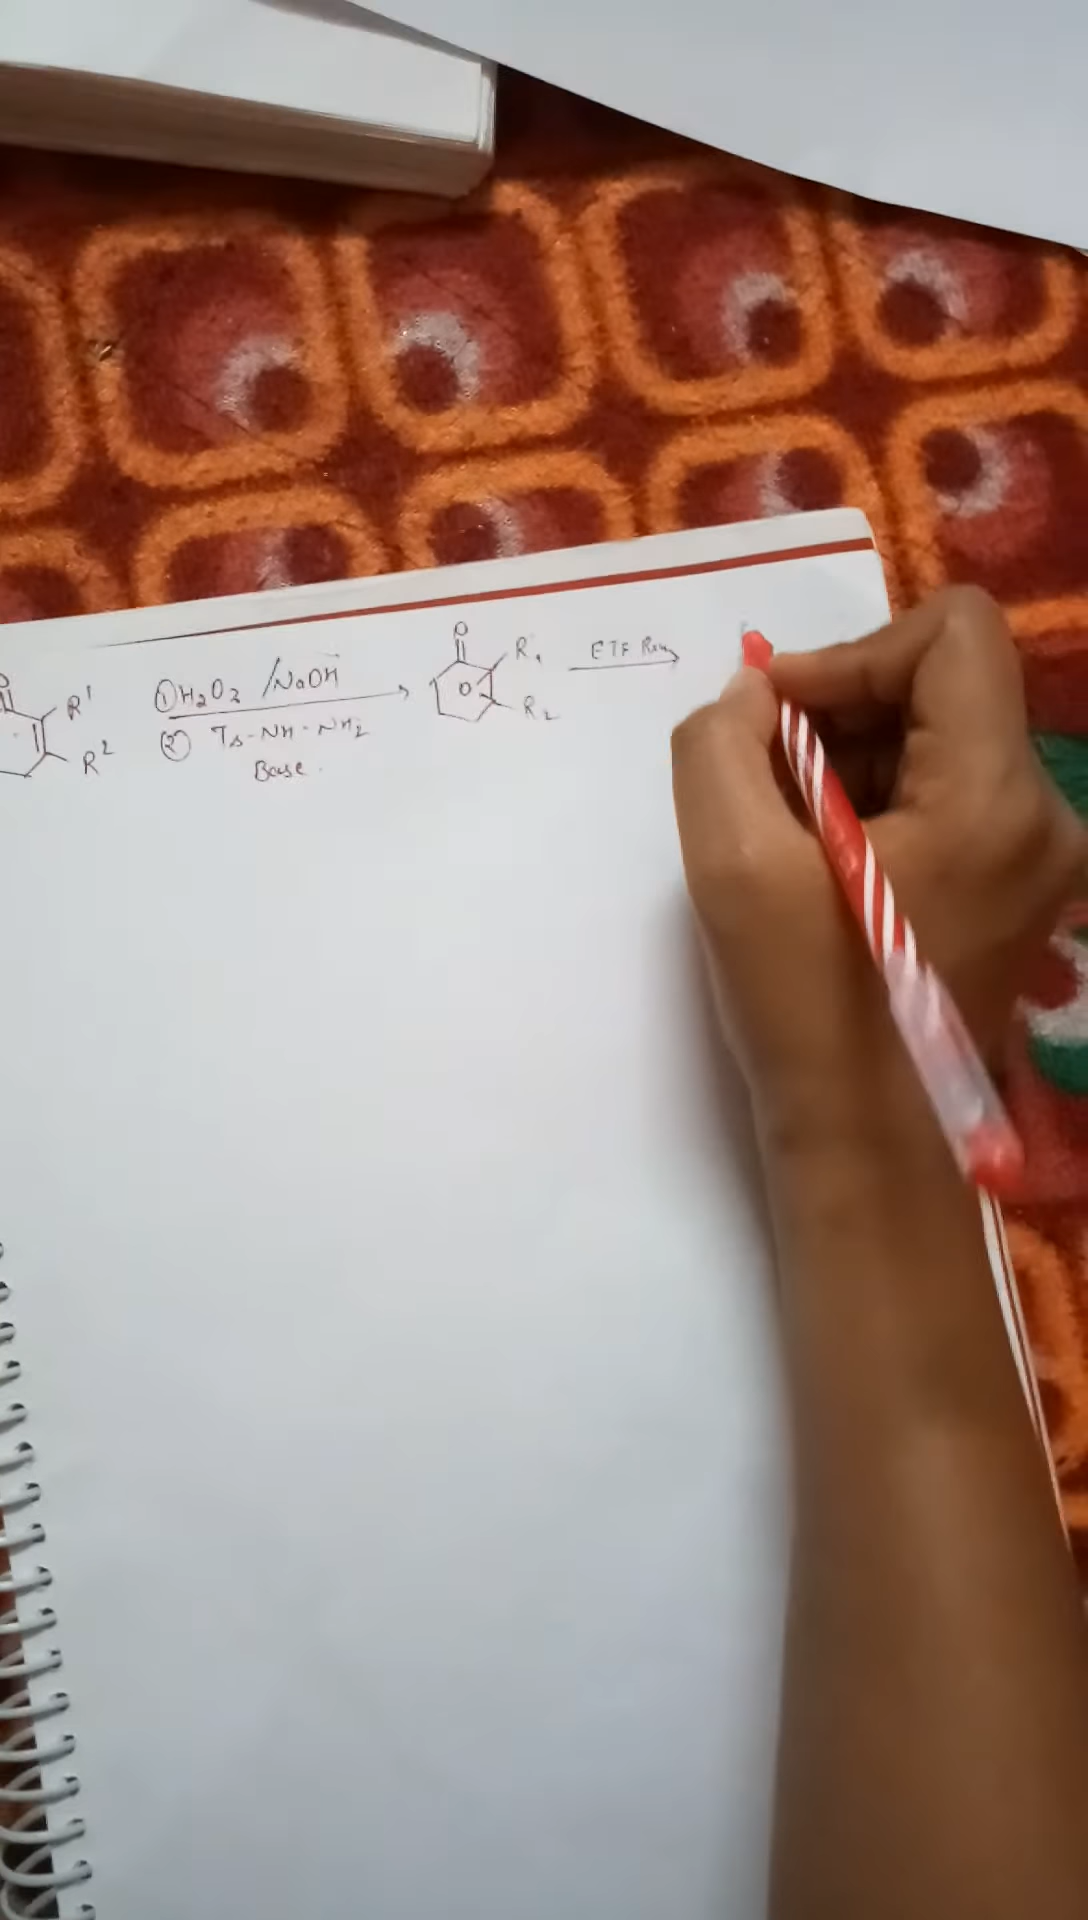 O R¹ R²
① H₂O₂ /NaOH
② Ts-NH-NH₂
Base.
O R₁ O R₂
ETF Rxn